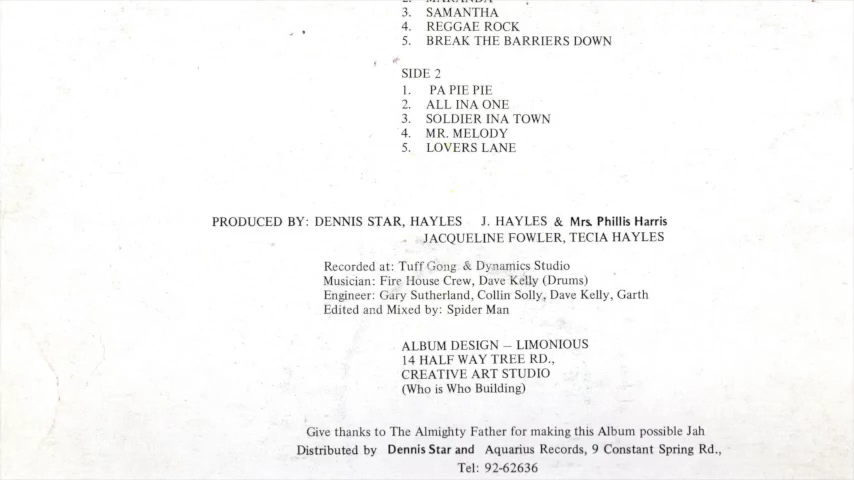 2. MARANDA
3. SAMANTHA
4. REGGAE ROCK
5. BREAK THE BARRIERS DOWN
SIDE 2
1. PA PIE PIE
2. ALL INA ONE
3. SOLDIER INA TOWN
4. MR. MELODY
5. LOVERS LANE
PRODUCED BY: DENNIS STAR, HAYLES J. HAYLES & Mrs. Phillis Harris
JACQUELINE FOWLER, TECIA HAYLES
Recorded at: Tuff Gong & Dynamics Studio
Musician: Fire House Crew, Dave Kelly (Drums)
Engineer: Gary Sutherland, Collin Solly, Dave Kelly, Garth
Edited and Mixed by: Spider Man
ALBUM DESIGN – LIMONIOUS
14 HALF WAY TREE RD.,
CREATIVE ART STUDIO
(Who is Who Building)
Give thanks to The Almighty Father for making this Album possible Jah
Distributed by Dennis Star and Aquarius Records, 9 Constant Spring Rd.,
Tel: 92-62636